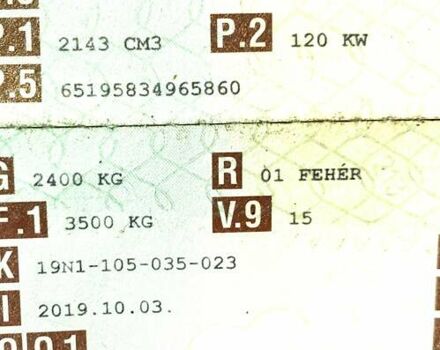 P.1 2143 CM3 P.2 120 KW
P.5 65195834965860
G 2400 KG R 01 FEHÉR
F.1 3500 KG V.9 15
K 19N1-105-035-023
I 2019.10.03.